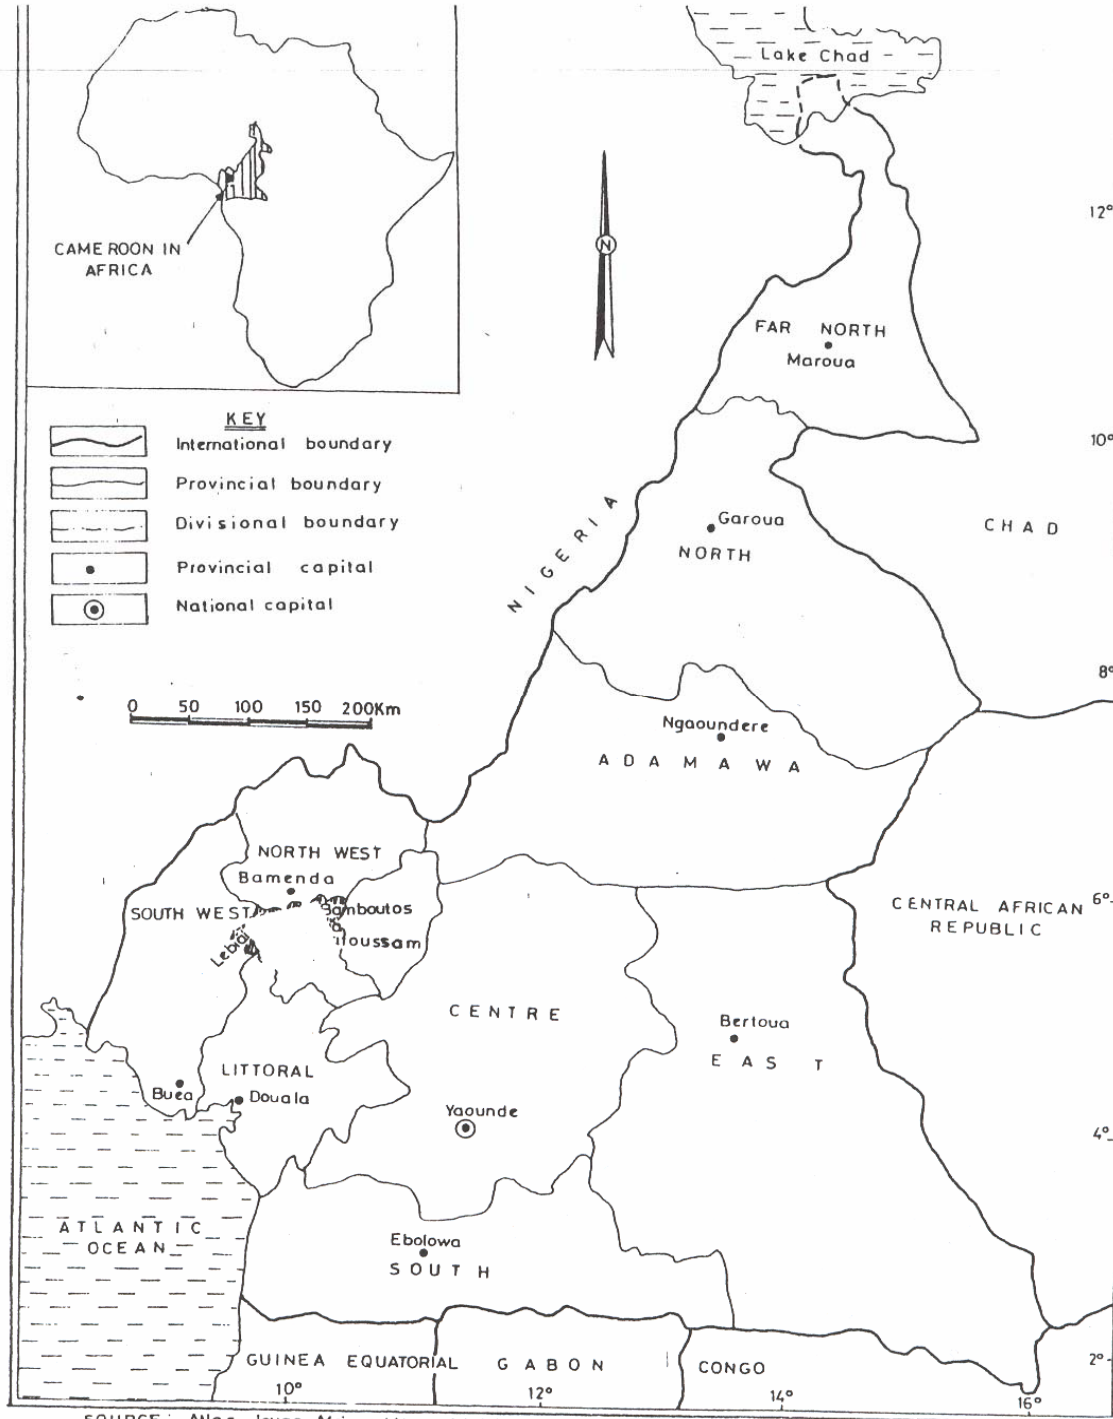 Lake Chad
CAMEROON IN
AFRICA
N
12°
FAR NORTH
Maroua
KEY
International boundary
Provincial boundary
Divisional boundary
Provincial capital
National capital
10°
NIGERIA
Garoua
NORTH
CHAD
8°
0 50 100 150 200Km
Ngaoundere
ADAMAWA
NORTH WEST
Bamenda
SOUTH WEST
Bamboutos
foussam
6°
CENTRAL AFRICAN
REPUBLIC
CENTRE
Bertoua
EAST
LITTORAL
Buea
Douala
Yaounde
4°
ATLANTIC
OCEAN
Ebolowa
SOUTH
GUINEA EQUATORIAL
GABON
CONGO
2°
10°
12°
14°
16°